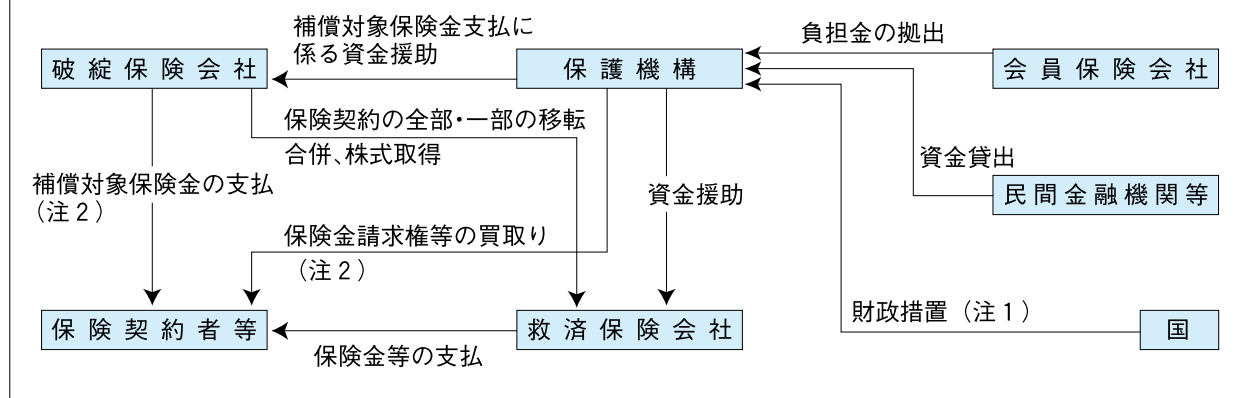 補償対象保険金支払に
係る資金援助
負担金の拠出
破綻保険会社
保護機構
会員保険会社
保険契約の全部・一部の移転
合併、株式取得
資金貸出
補償対象保険金の支払
（注２）
資金援助
民間金融機関等
保険金請求権等の買取り
（注２）
財政措置（注１）
保険契約者等
救済保険会社
国
保険金等の支払